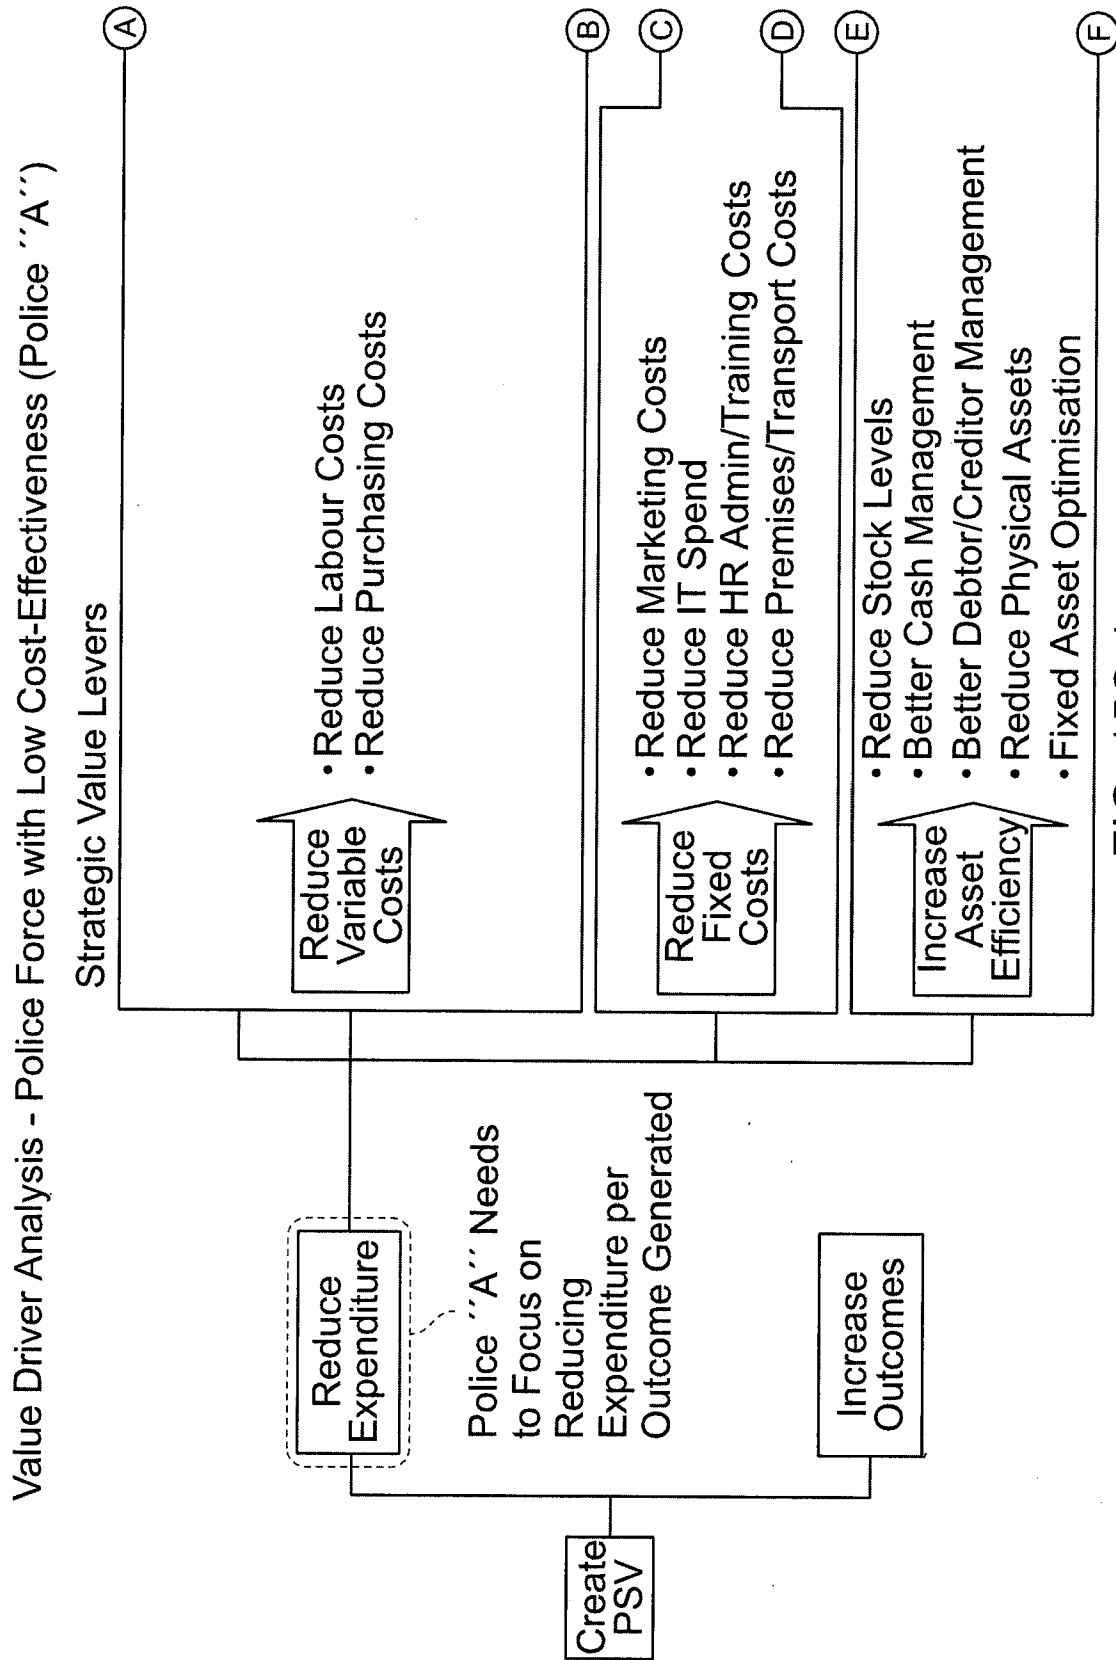 Value Driver Analysis - Police Force with Low Cost-Effectiveness (Police ´´A´´)
Strategic Value Levers
A
Reduce
Variable
Costs
• Reduce Labour Costs
• Reduce Purchasing Costs
B
Reduce
Expenditure
Police ´´A´´ Needs
to Focus on
Reducing
Expenditure per
Outcome Generated
C
Reduce
Fixed
Costs
• Reduce Marketing Costs
• Reduce IT Spend
• Reduce HR Admin/Training Costs
• Reduce Premises/Transport Costs
D
Create
PSV
Increase
Outcomes
E
Increase
Asset
Efficiency
• Reduce Stock Levels
• Better Cash Management
• Better Debtor/Creditor Management
• Reduce Physical Assets
• Fixed Asset Optimisation
F